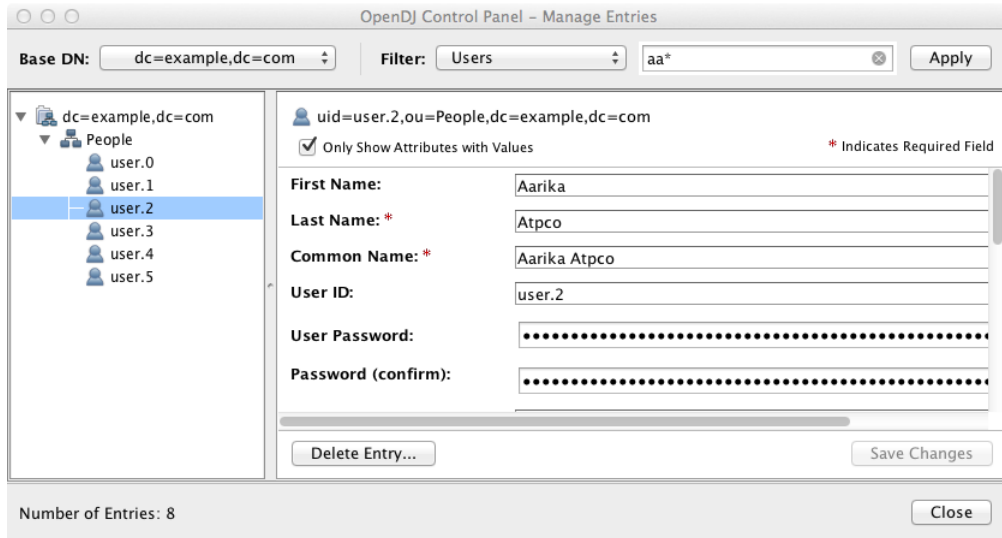 OpenDJ Control Panel – Manage Entries
Base DN: dc=example,dc=com Filter: Users aa* Apply
dc=example,dc=com
People
user.0
user.1
user.2
user.3
user.4
user.5
uid=user.2,ou=People,dc=example,dc=com
Only Show Attributes with Values * Indicates Required Field
First Name: Aarika
Last Name: * Atpco
Common Name: * Aarika Atpco
User ID: user.2
User Password: ••••••••••••••••••••••••••••••••••••••••••••••
Password (confirm): ••••••••••••••••••••••••••••••••••••••••••••••
Delete Entry... Save Changes
Number of Entries: 8 Close